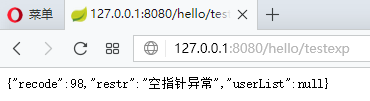 菜单
127.0.0.1:8080/hello/teste
127.0.0.1:8080/hello/testexp
{"recode":98,"restr":"空指针异常","userList":null}